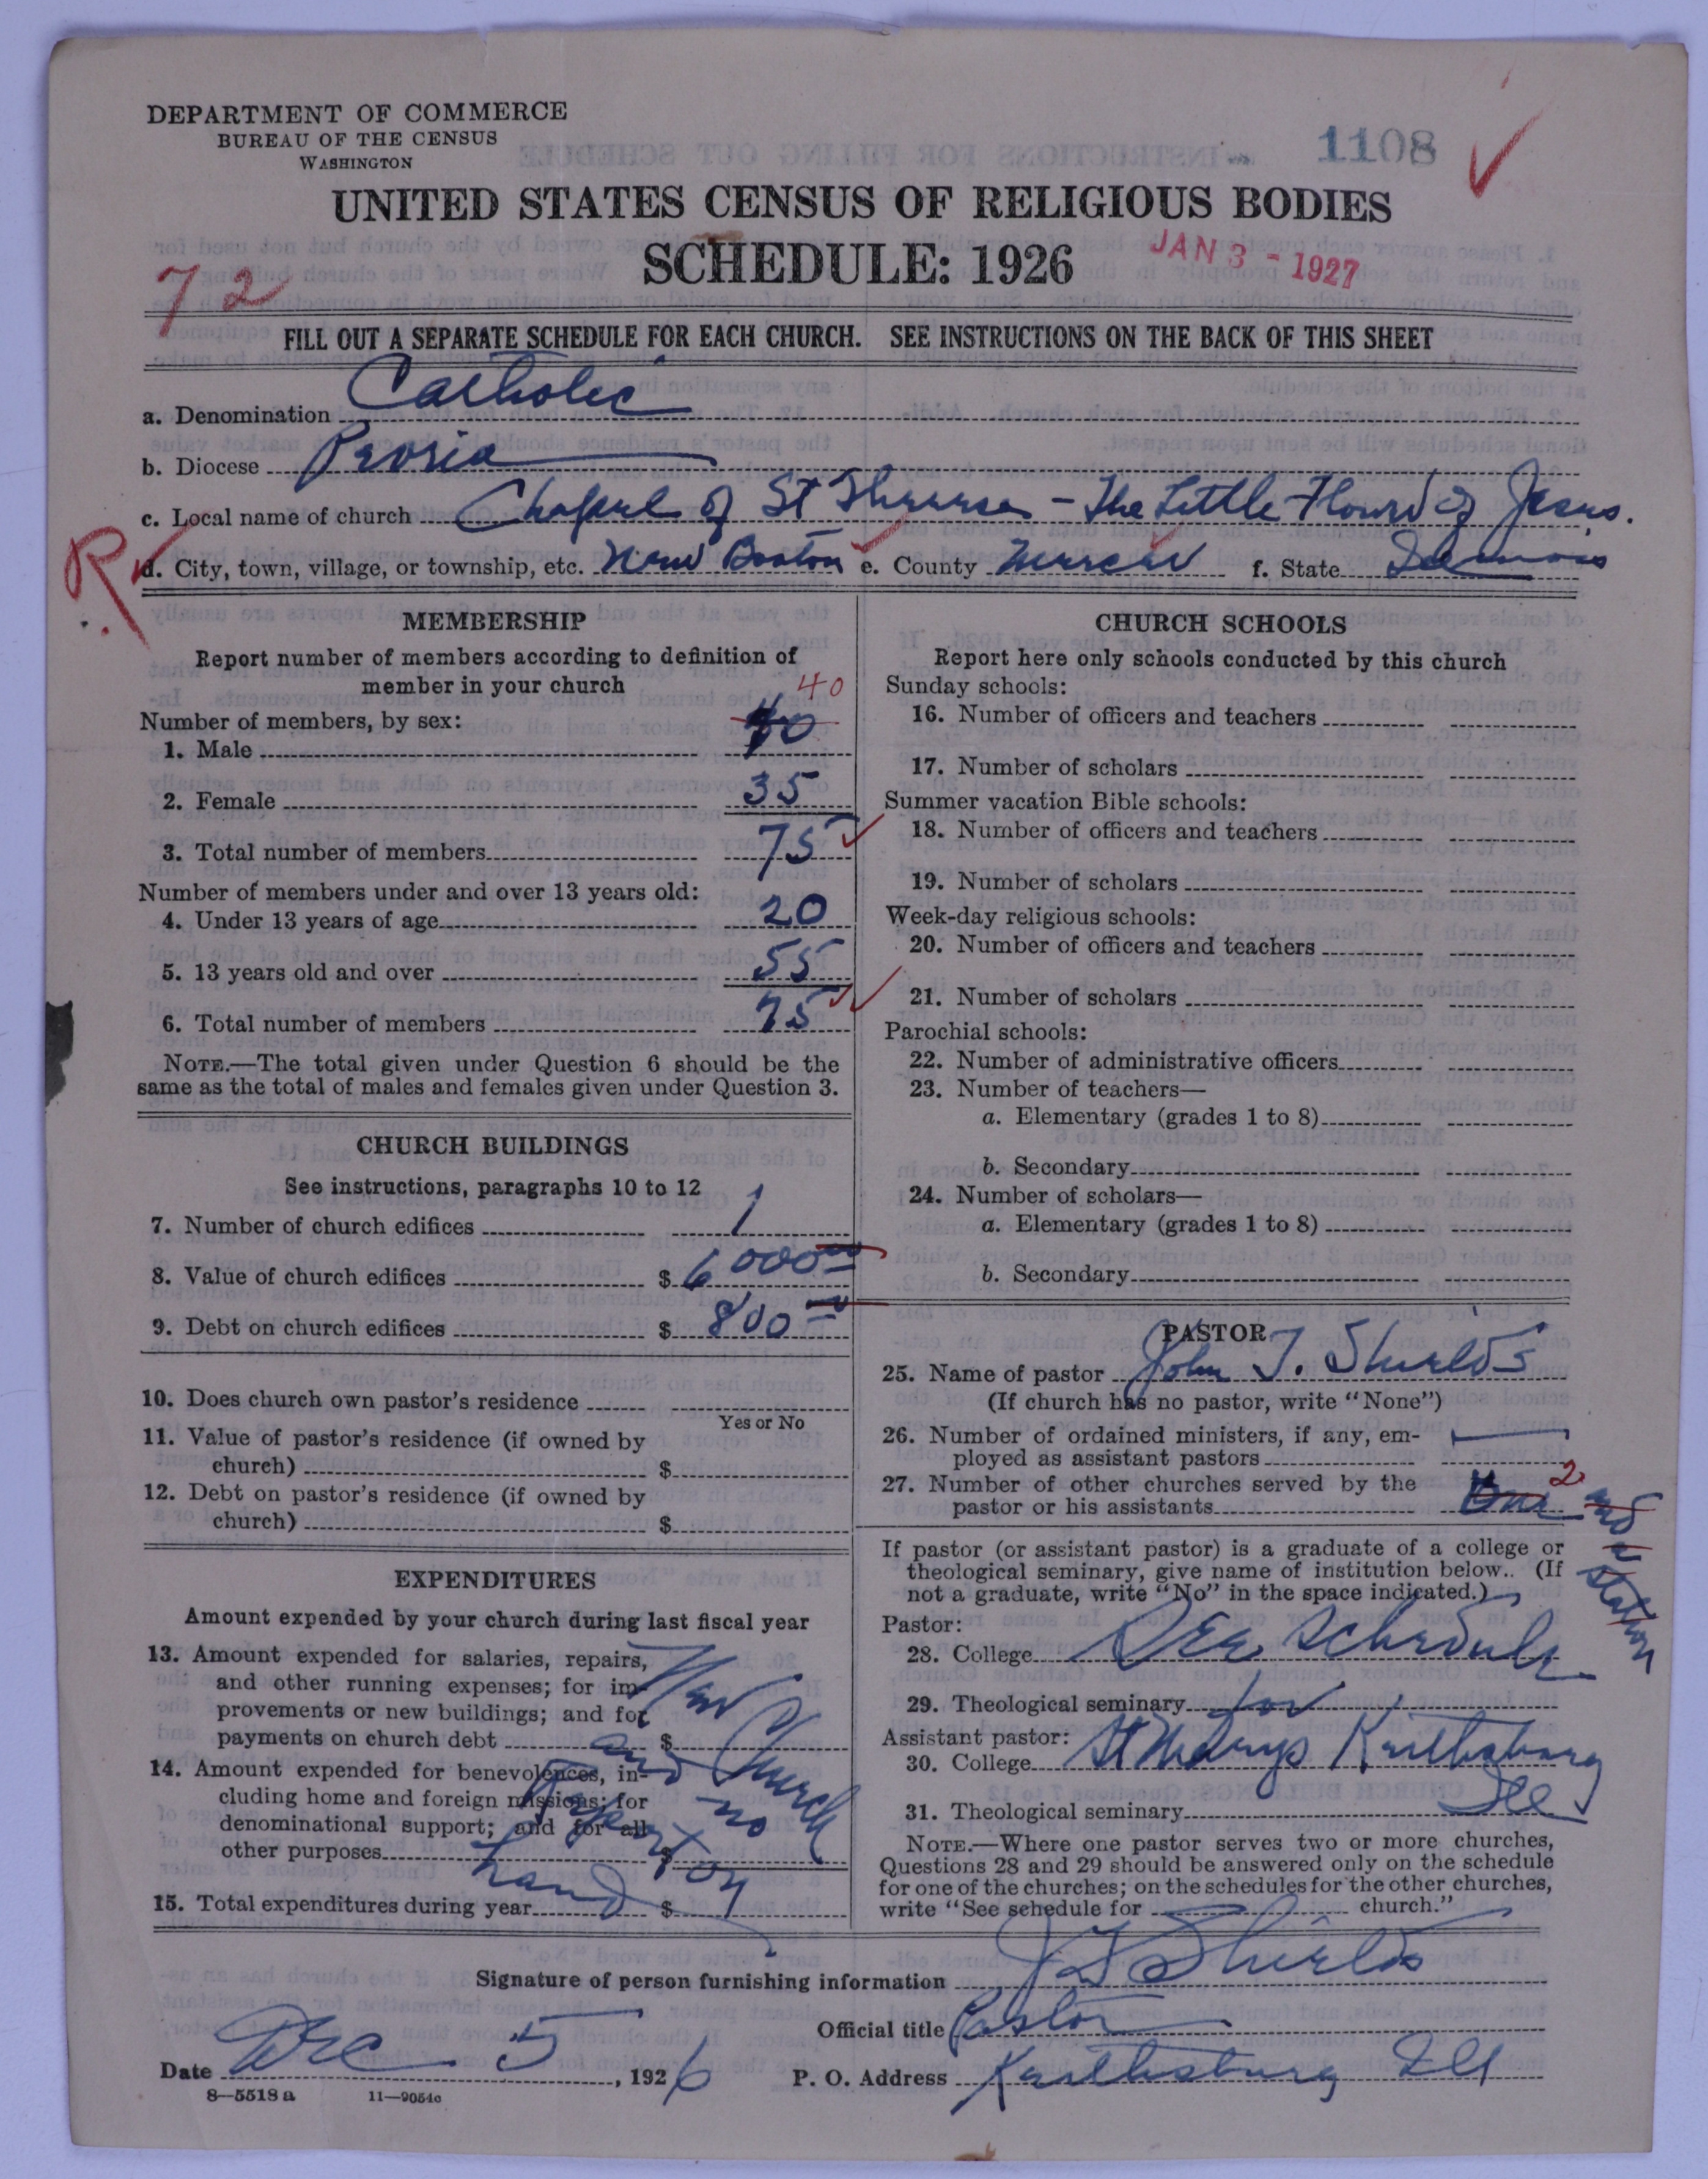 DEPARTMENT OF COMMERCE
BUREAU OF THE CENSUS
WASHINGTON
1108
UNITED STATES CENSUS OF RELIGIOUS BODIES
SCHEDULE: 1926
JAN 3 - 1927
72
FILL OUT A SEPARATE SCHEDULE FOR EACH CHURCH. SEE INSTRUCTIONS ON THE BACK OF THIS SHEET
a. Denomination Catholic
b. Diocese Peoria
c. Local name of church Chapel of St Therese - The Little Flower of Jesus.
R
d. City, town, village, or township, etc. New Boston e. County Mercer f. State Illinois
MEMBERSHIP
Report number of members according to definition of
member in your church
40
Number of members, by sex:
1. Male 40
2. Female 35
3. Total number of members 75
Number of members under and over 13 years old:
4. Under 13 years of age 20
5. 13 years old and over 55
6. Total number of members 75
NOTE.—The total given under Question 6 should be the
same as the total of males and females given under Question 3.
CHURCH BUILDINGS
See instructions, paragraphs 10 to 12
7. Number of church edifices 1
8. Value of church edifices $ 6000 00
9. Debt on church edifices $ 800
10. Does church own pastor's residence
Yes or No
11. Value of pastor's residence (if owned by
church) $
12. Debt on pastor's residence (if owned by
church) $
EXPENDITURES
Amount expended by your church during last fiscal year
13. Amount expended for salaries, repairs,
and other running expenses; for im-
provements or new buildings; and for
payments on church debt $
14. Amount expended for benevolences, in-
cluding home and foreign missions; for
denominational support; and for all
other purposes $
15. Total expenditures during year $
New Church
and no
report on
hand
CHURCH SCHOOLS
Report here only schools conducted by this church
Sunday schools:
16. Number of officers and teachers
17. Number of scholars
Summer vacation Bible schools:
18. Number of officers and teachers
19. Number of scholars
Week-day religious schools:
20. Number of officers and teachers
21. Number of scholars
Parochial schools:
22. Number of administrative officers
23. Number of teachers—
a. Elementary (grades 1 to 8)
b. Secondary
24. Number of scholars—
a. Elementary (grades 1 to 8)
b. Secondary
PASTOR
25. Name of pastor John T. Shields
(If church has no pastor, write "None")
26. Number of ordained ministers, if any, em-
ployed as assistant pastors
27. Number of other churches served by the
pastor or his assistants One 2
and a station
If pastor (or assistant pastor) is a graduate of a college or
theological seminary, give name of institution below.. (If
not a graduate, write "No" in the space indicated.)
Pastor:
28. College See Schedule
29. Theological seminary for
Assistant pastor:
30. College St Marys Keithsburg
31. Theological seminary Ill
NOTE.—Where one pastor serves two or more churches,
Questions 28 and 29 should be answered only on the schedule
for one of the churches; on the schedules for the other churches,
write "See schedule for church."
Signature of person furnishing information J T Shields
Official title Pastor
Date Dec 5, 1926 P. O. Address Keithsburg Ill
8—5518 a 11—9054c